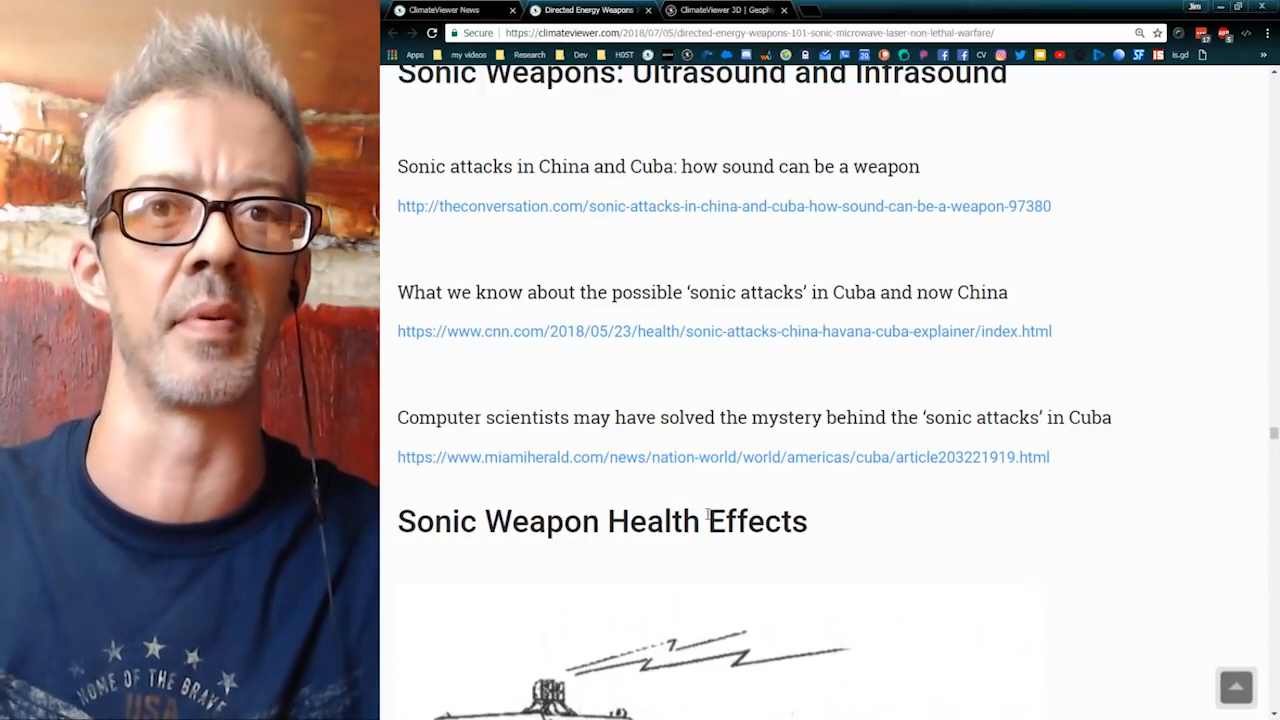 ClimateViewer News
Directed Energy Weapons
ClimateViewer 3D | Geoph
Jim
Secure
https://climateviewer.com/2018/07/05/directed-energy-weapons-101-sonic-microwave-laser-non-lethal-warfare/
Apps
my videos
Research
Dev
H0ST
is.gd
Sonic Weapons: Ultrasound and Infrasound
Sonic attacks in China and Cuba: how sound can be a weapon
http://theconversation.com/sonic-attacks-in-china-and-cuba-how-sound-can-be-a-weapon-97380
What we know about the possible ‘sonic attacks’ in Cuba and now China
https://www.cnn.com/2018/05/23/health/sonic-attacks-china-havana-cuba-explainer/index.html
Computer scientists may have solved the mystery behind the ‘sonic attacks’ in Cuba
https://www.miamiherald.com/news/nation-world/world/americas/cuba/article203221919.html
Sonic Weapon Health Effects
HOME OF THE BRAVE
USA